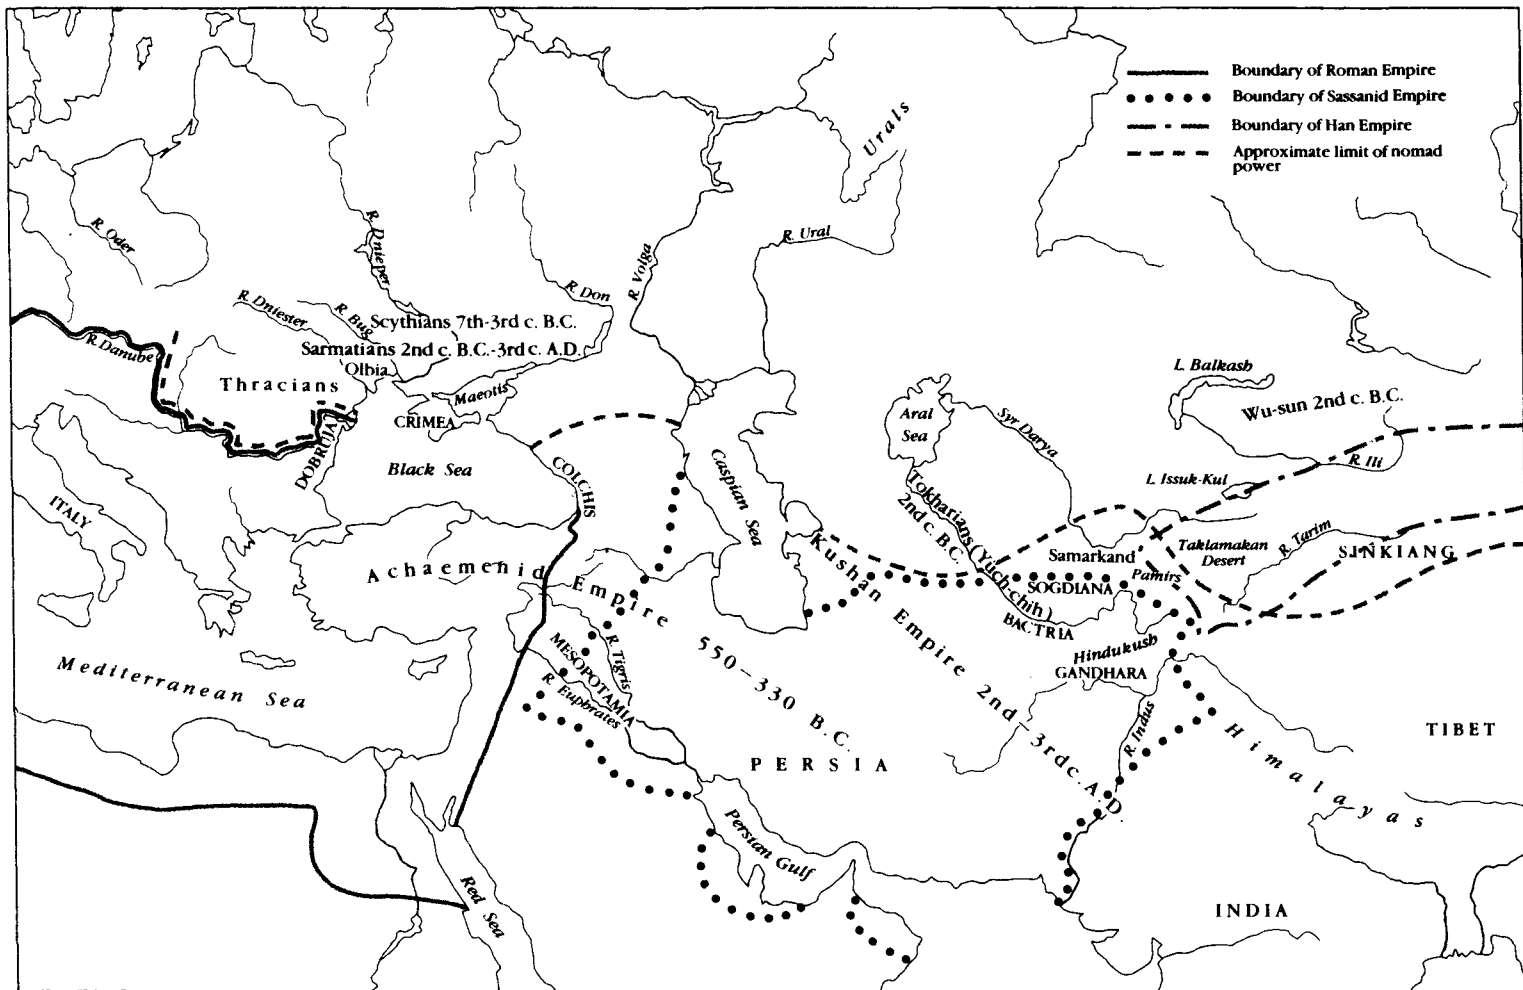 Boundary of Roman Empire
Boundary of Sassanid Empire
Boundary of Han Empire
Approximate limit of nomad
power
Urals
R. Oder
R. Dnieper
R. Ural
R. Volga
R. Don
R. Dniester
R. Bug
Scythians 7th-3rd c. B.C.
Sarmatians 2nd c. B.C.-3rd c. A.D.
Olbia
R. Danube
Thracians
Maeotis
CRIMEA
DOBRUJA
Black Sea
COLCHIS
Caspian Sea
Aral
Sea
Syr Darya
L. Balkash
Wu-sun 2nd c. B.C.
R. Ili
L. Issuk-Kul
ITALY
Tokharians (Yuch-chih)
2nd c. B.C.
Samarkand
Taklamakan
Desert
R. Tarim
SINKIANG
Pamirs
SOGDIANA
BACTRIA
Hindukush
GANDHARA
Achaemenid Empire 550-330 B.C.
Kushan Empire 2nd-3rd c. A.D.
MESOPOTAMIA
R. Tigris
R. Euphrates
Mediterranean Sea
PERSIA
R. Indus
Himalayas
TIBET
Persian Gulf
Red Sea
INDIA